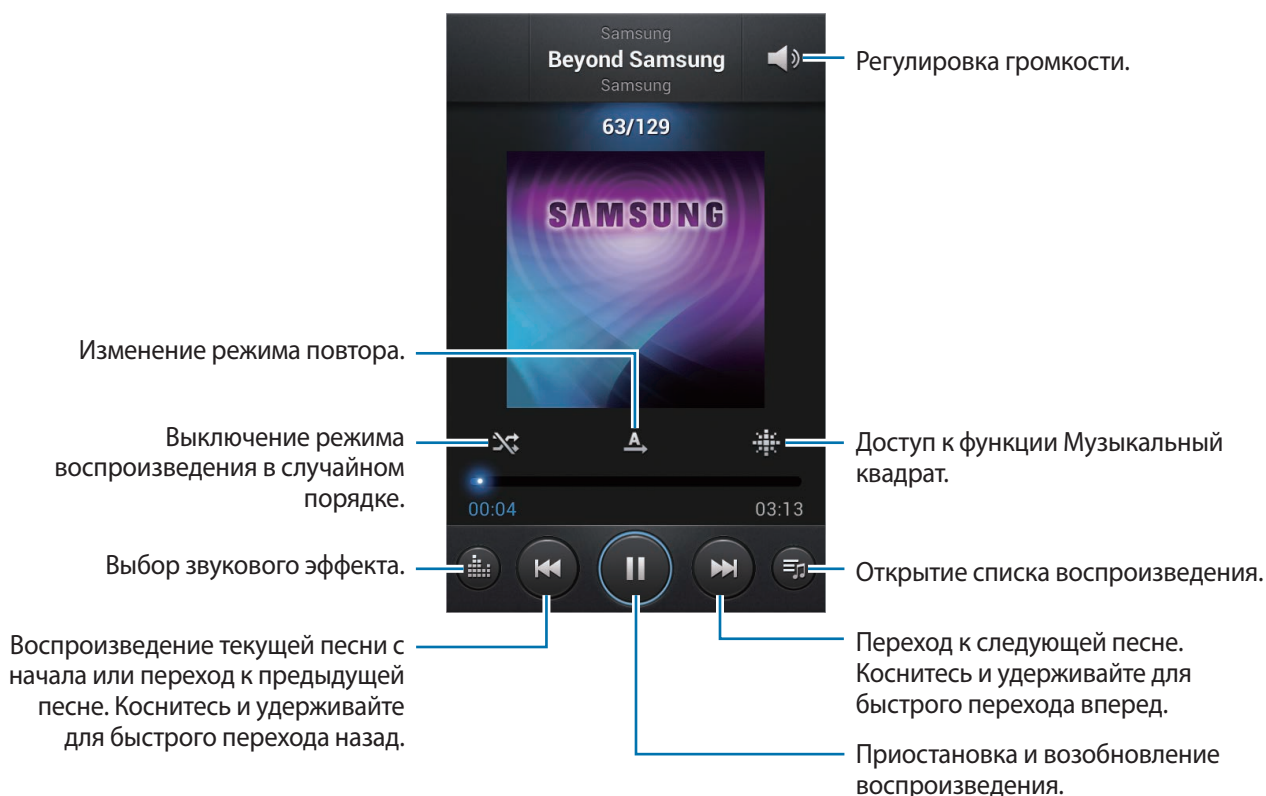 Samsung
Beyond Samsung
Samsung
Регулировка громкости.
63/129
SAMSUNG
Изменение режима повтора.
A
Выключение режима
воспроизведения в случайном
порядке.
Доступ к функции Музыкальный
квадрат.
00:04
03:13
Выбор звукового эффекта.
Открытие списка воспроизведения.
Воспроизведение текущей песни с
начала или переход к предыдущей
песне. Коснитесь и удерживайте
для быстрого перехода назад.
Переход к следующей песне.
Коснитесь и удерживайте для
быстрого перехода вперед.
Приостановка и возобновление
воспроизведения.